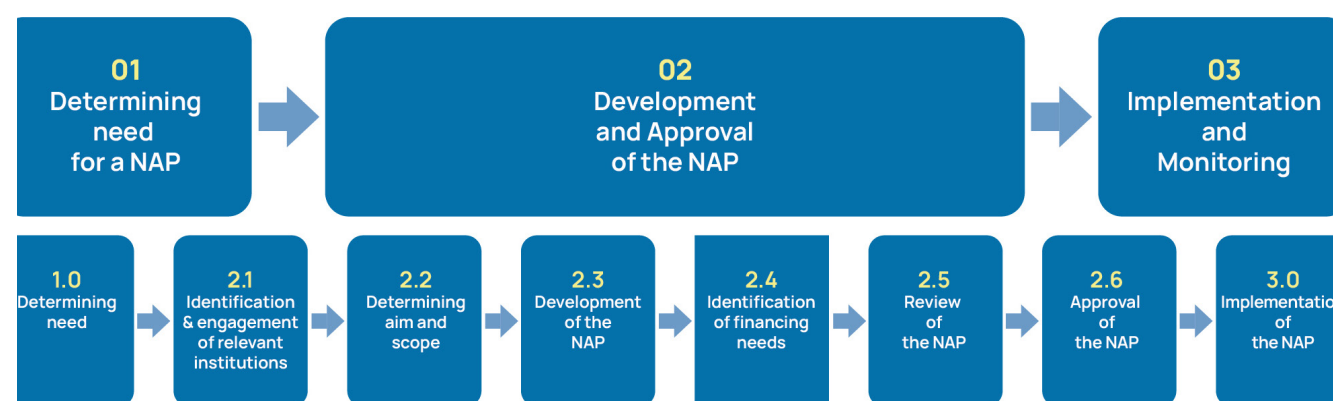 01
Determining
need
for a NAP
02
Development
and Approval
of the NAP
03
Implementation
and
Monitoring
1.0
Determining
need
2.1
Identification
& engagement
of relevant
institutions
2.2
Determining
aim and
scope
2.3
Development
of the
NAP
2.4
Identification
of financing
needs
2.5
Review
of
the NAP
2.6
Approval
of
the NAP
3.0
Implementatio
of
the NAP